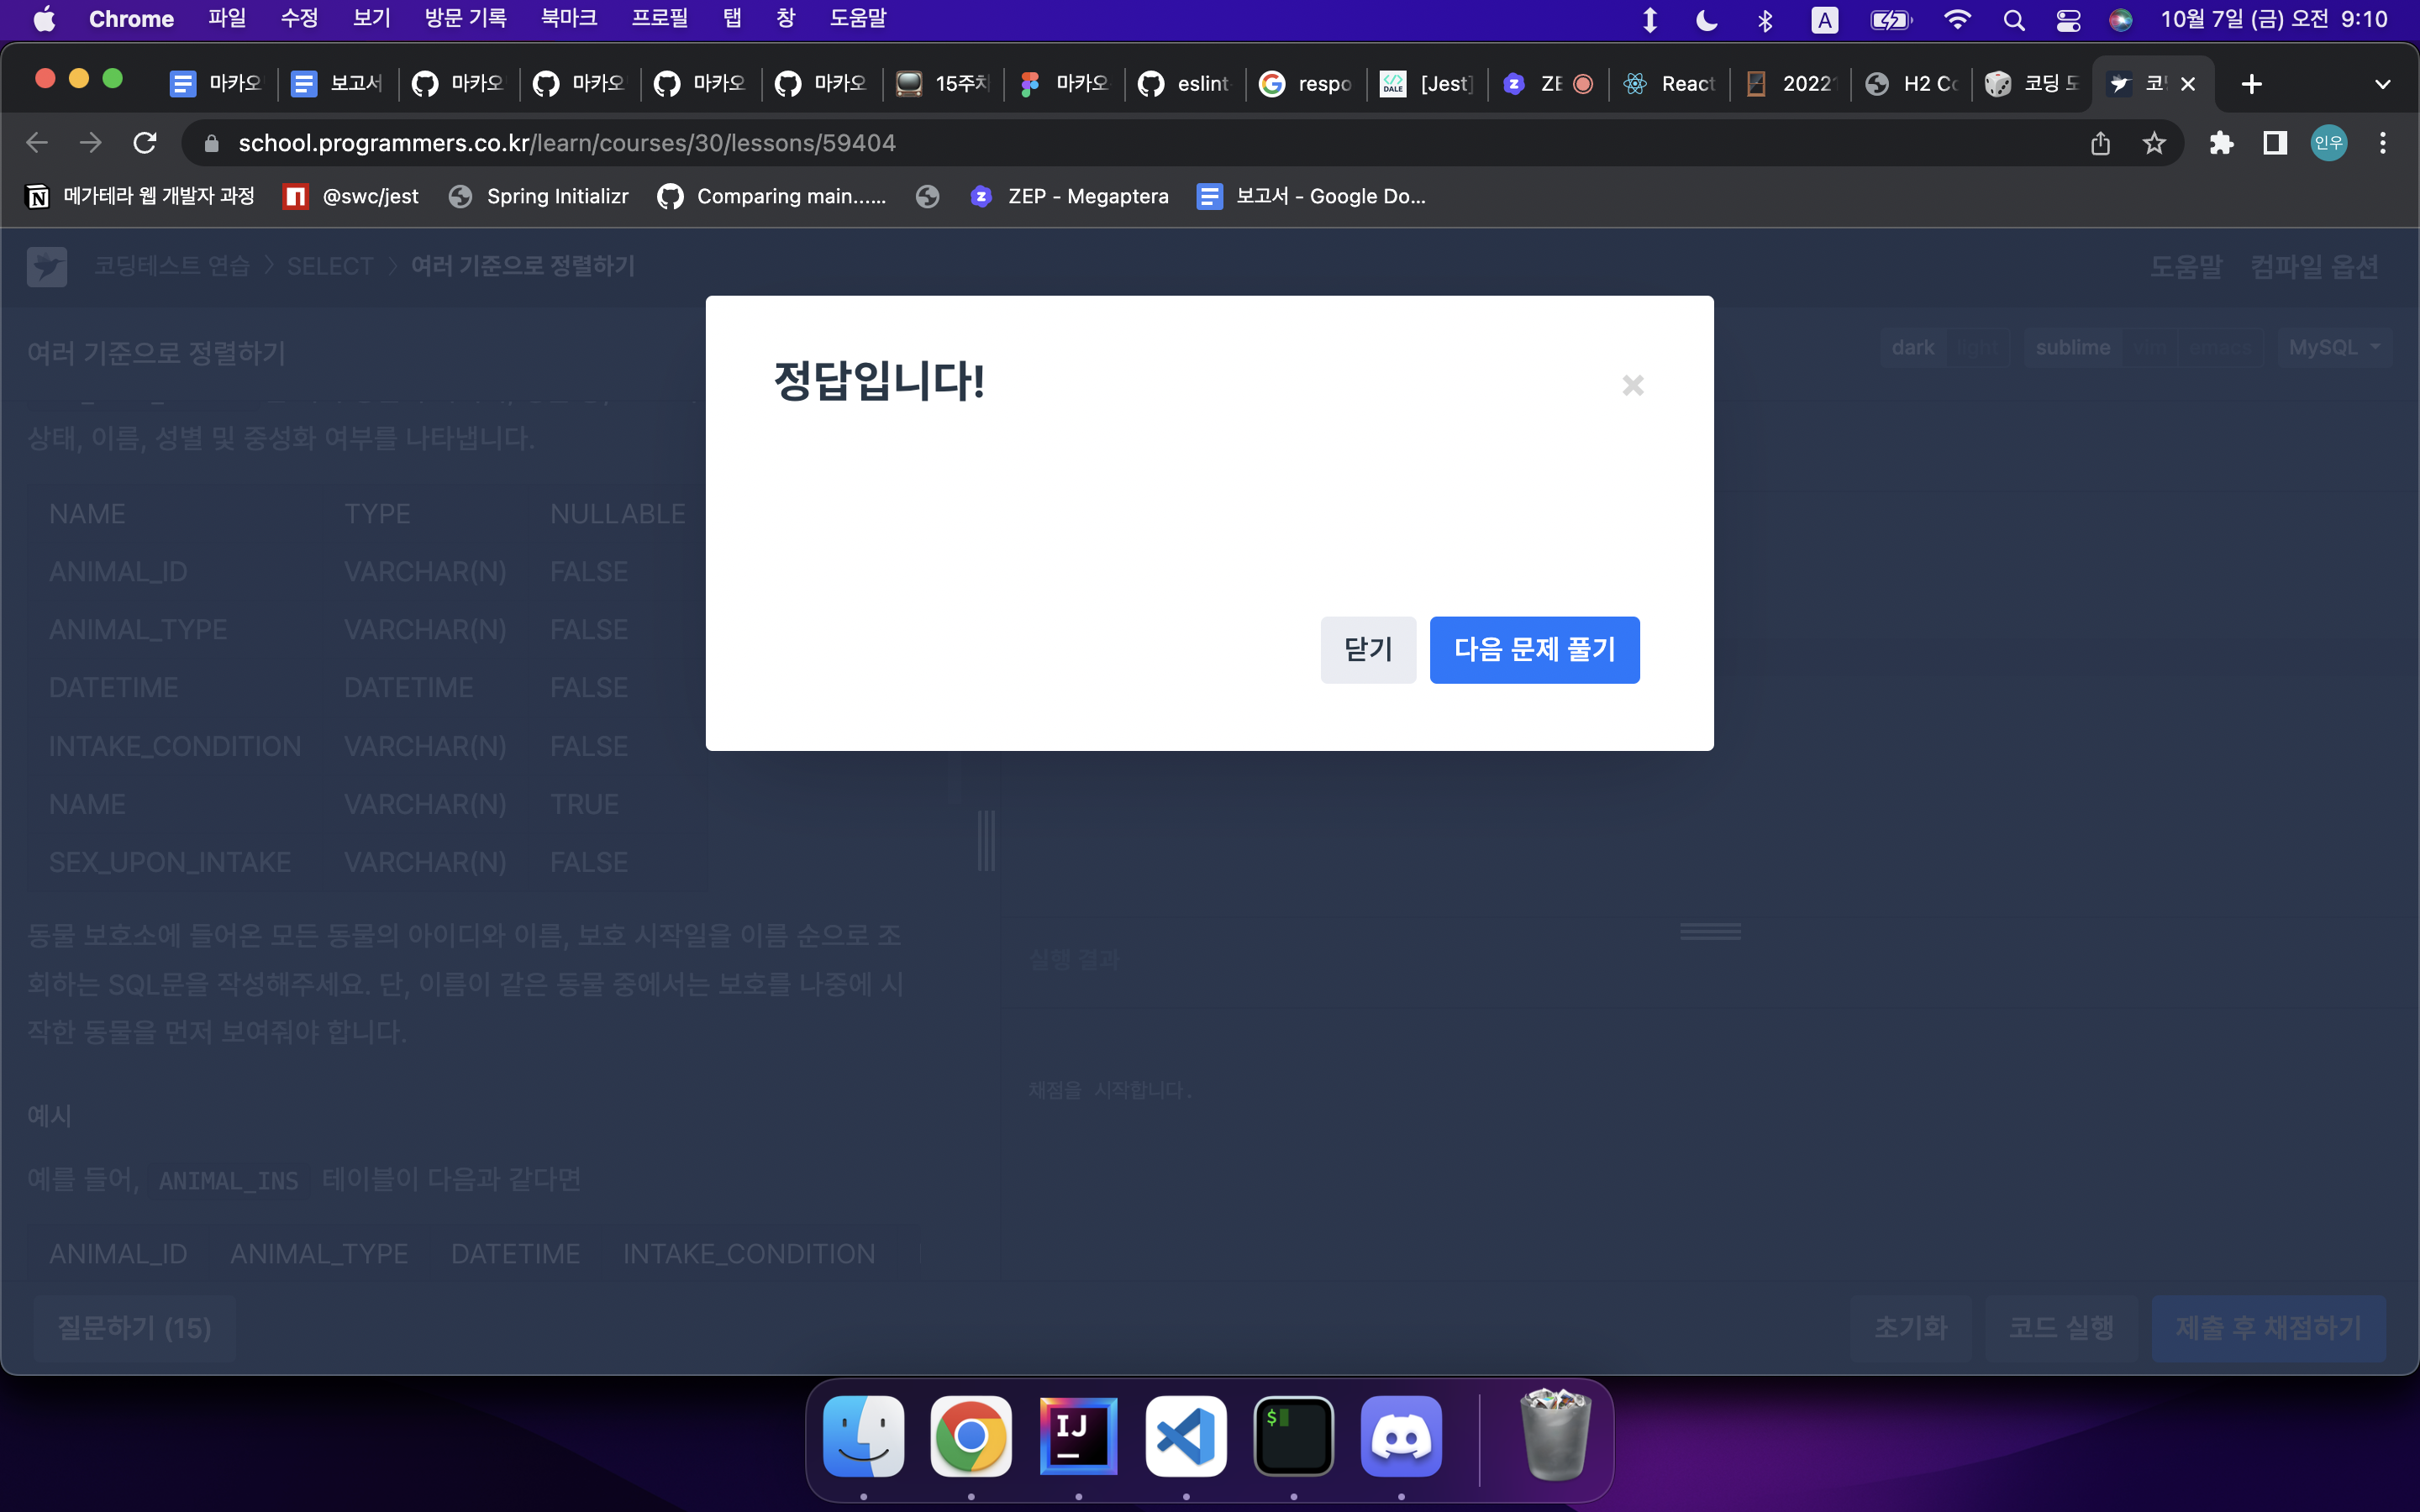 Chrome 파일 수정 보기 방문 기록 북마크 프로필 탭 창 도움말 A 10월 7일 (금) 오전 9:10
마카오 보고서 마카오 마카오 마카오 마카오 15주차 마카오 eslint respo [Jest] ZE React 2022 H2 Co 코딩 도 코
school.programmers.co.kr/learn/courses/30/lessons/59404 인우
메가테라 웹 개발자 과정 @swc/jest Spring Initializr Comparing main...... ZEP - Megaptera 보고서 - Google Do...
코딩테스트 연습 > SELECT > 여러 기준으로 정렬하기 도움말 컴파일 옵션
여러 기준으로 정렬하기 dark light sublime vim emacs MySQL
정답입니다!
×
상태, 이름, 성별 및 중성화 여부를 나타냅니다.
NAME TYPE NULLABLE
ANIMAL_ID VARCHAR(N) FALSE
ANIMAL_TYPE VARCHAR(N) FALSE
닫기 다음 문제 풀기
DATETIME DATETIME FALSE
INTAKE_CONDITION VARCHAR(N) FALSE
NAME VARCHAR(N) TRUE
SEX_UPON_INTAKE VARCHAR(N) FALSE
동물 보호소에 들어온 모든 동물의 아이디와 이름, 보호 시작일을 이름 순으로 조
회하는 SQL문을 작성해주세요. 단, 이름이 같은 동물 중에서는 보호를 나중에 시
작한 동물을 먼저 보여줘야 합니다.
실행 결과
채점을 시작합니다.
예시
예를 들어, ANIMAL_INS 테이블이 다음과 같다면
ANIMAL_ID ANIMAL_TYPE DATETIME INTAKE_CONDITION
질문하기 (15) 초기화 코드 실행 제출 후 채점하기
IJ
$